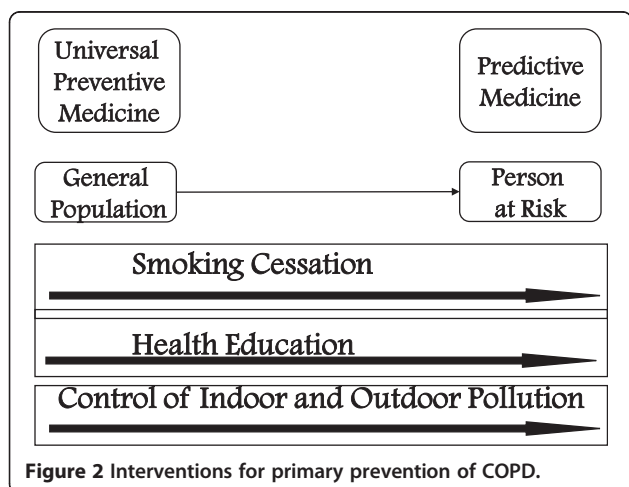 Universal
Preventive
Medicine
Predictive
Medicine
General
Population
Person
at Risk
Smoking Cessation
Health Education
Control of Indoor and Outdoor Pollution
Figure 2 Interventions for primary prevention of COPD.